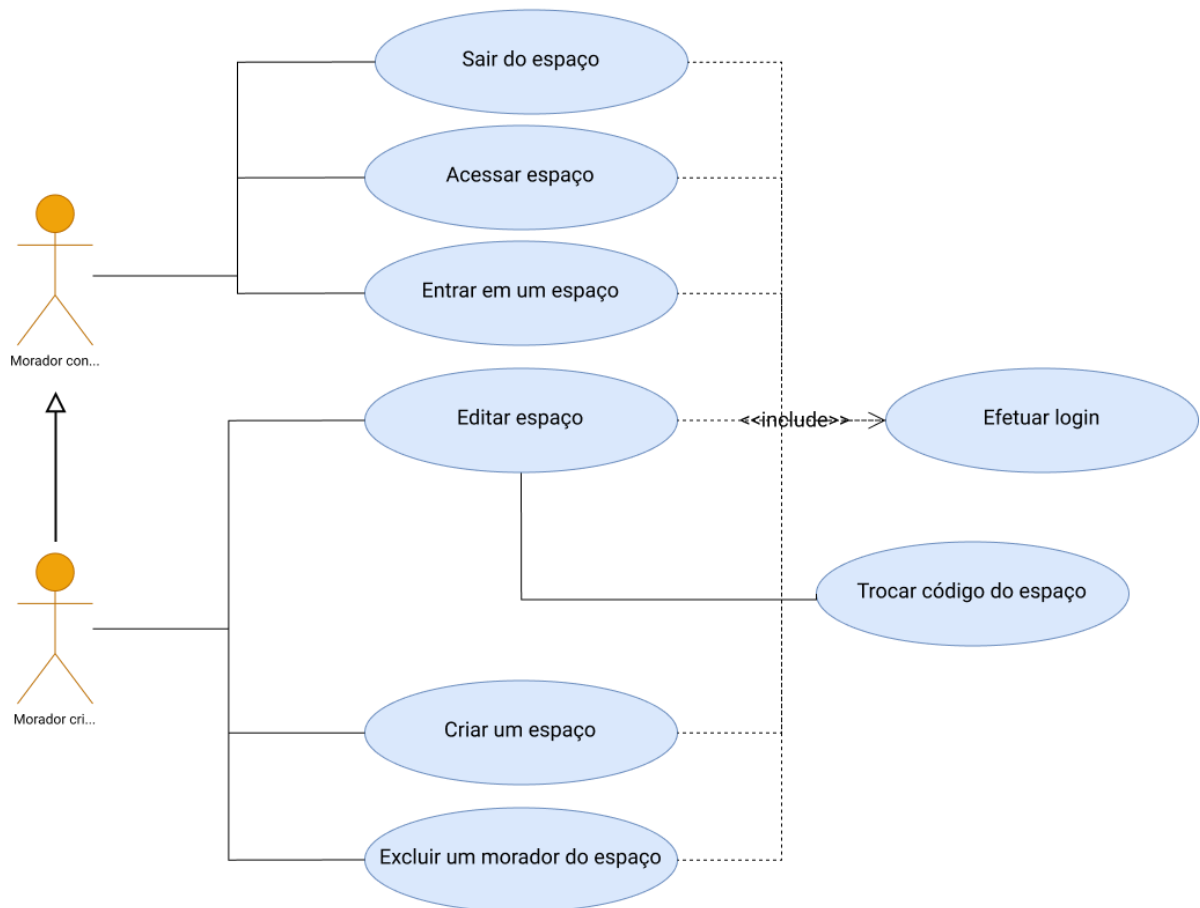 Sair do espaço
Acessar espaço
Entrar em um espaço
Morador con...
Editar espaço
<<include>>
Efetuar login
Trocar código do espaço
Morador cri...
Criar um espaço
Excluir um morador do espaço